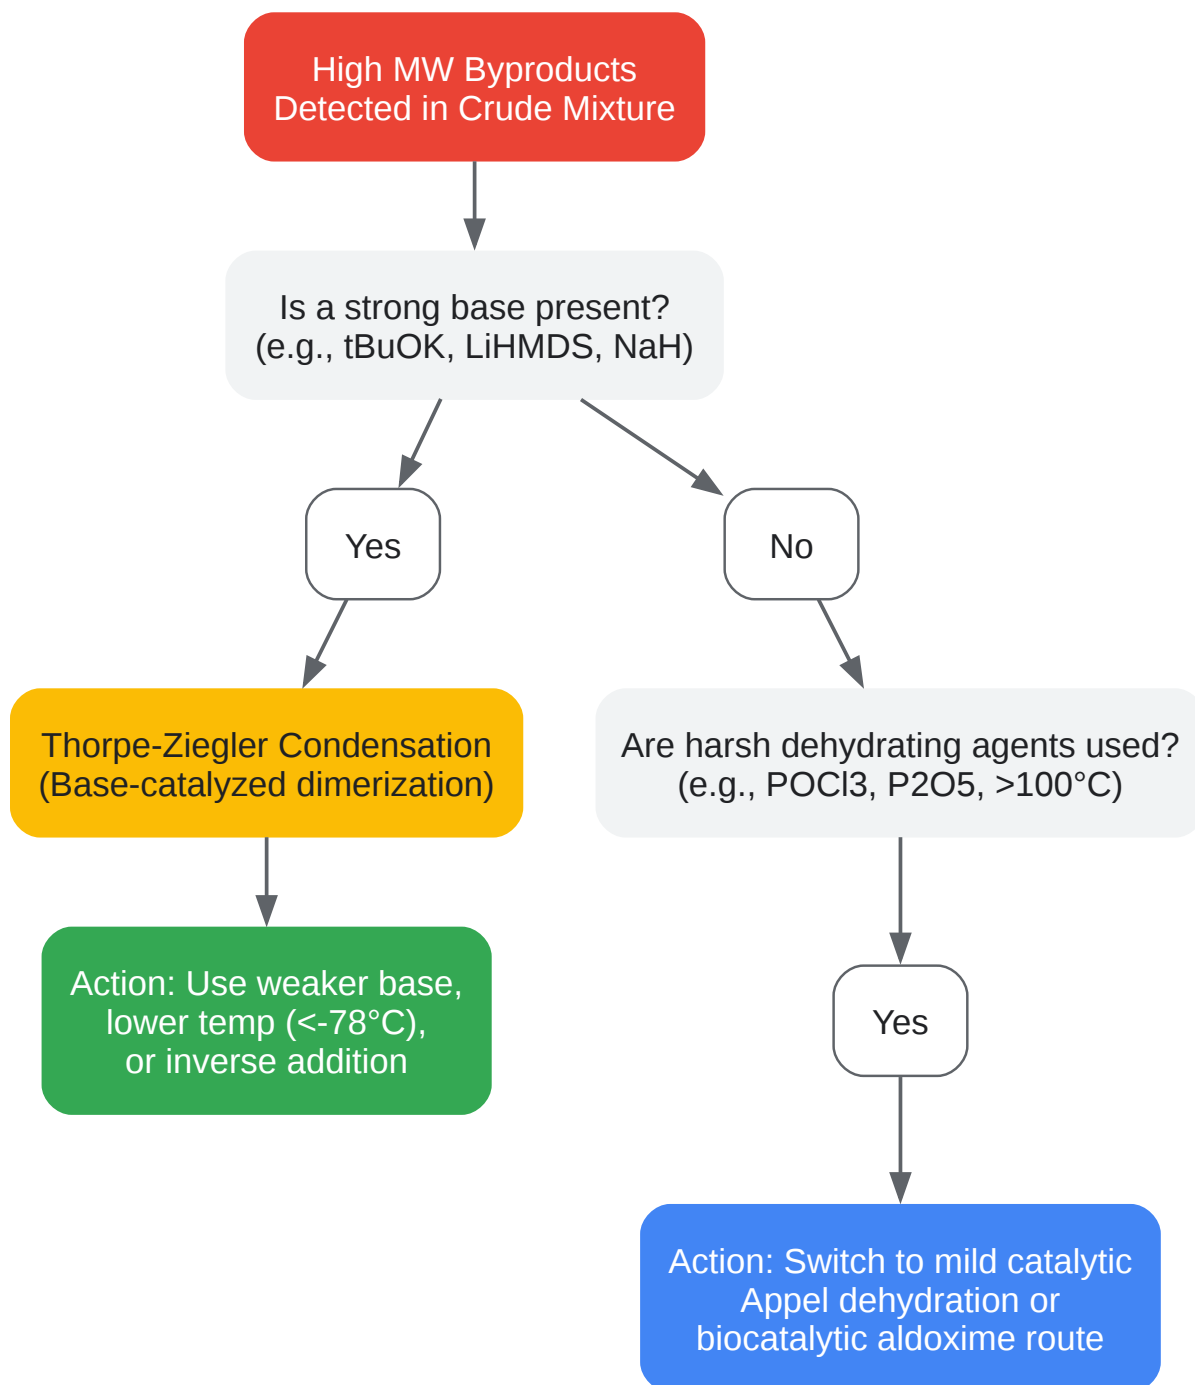 High MW Byproducts
Detected in Crude Mixture
Is a strong base present?
(e.g., tBuOK, LiHMDS, NaH)
Yes
No
Thorpe-Ziegler Condensation
(Base-catalyzed dimerization)
Are harsh dehydrating agents used?
(e.g., POCl3, P2O5, >100°C)
Action: Use weaker base,
lower temp (<-78°C),
or inverse addition
Yes
Action: Switch to mild catalytic
Appel dehydration or
biocatalytic aldoxime route